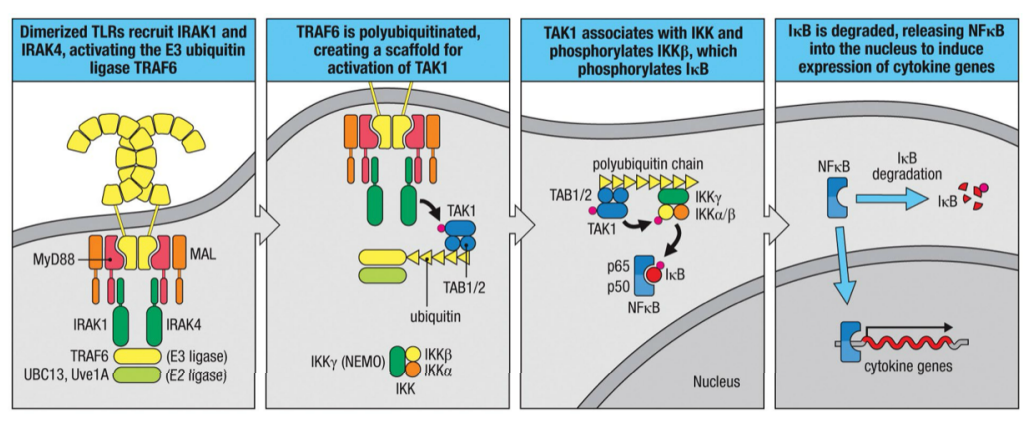 Dimerized TLRs recruit IRAK1 and
IRAK4, activating the E3 ubiquitin
ligase TRAF6
MyD88
MAL
IRAK1
IRAK4
TRAF6
(E3 ligase)
UBC13, Uve1A
(E2 ligase)
TRAF6 is polyubiquitinated,
creating a scaffold for
activation of TAK1
TAK1
TAB1/2
ubiquitin
IKKγ (NEMO)
IKKβ
IKKα
IKK
TAK1 associates with IKK and
phosphorylates IKKβ, which
phosphorylates IκB
polyubiquitin chain
TAB1/2
IKKγ
IKKα/β
TAK1
p65
p50
IκB
NFκB
Nucleus
IκB is degraded, releasing NFκB
into the nucleus to induce
expression of cytokine genes
NFκB
IκB
degradation
IκB
cytokine genes